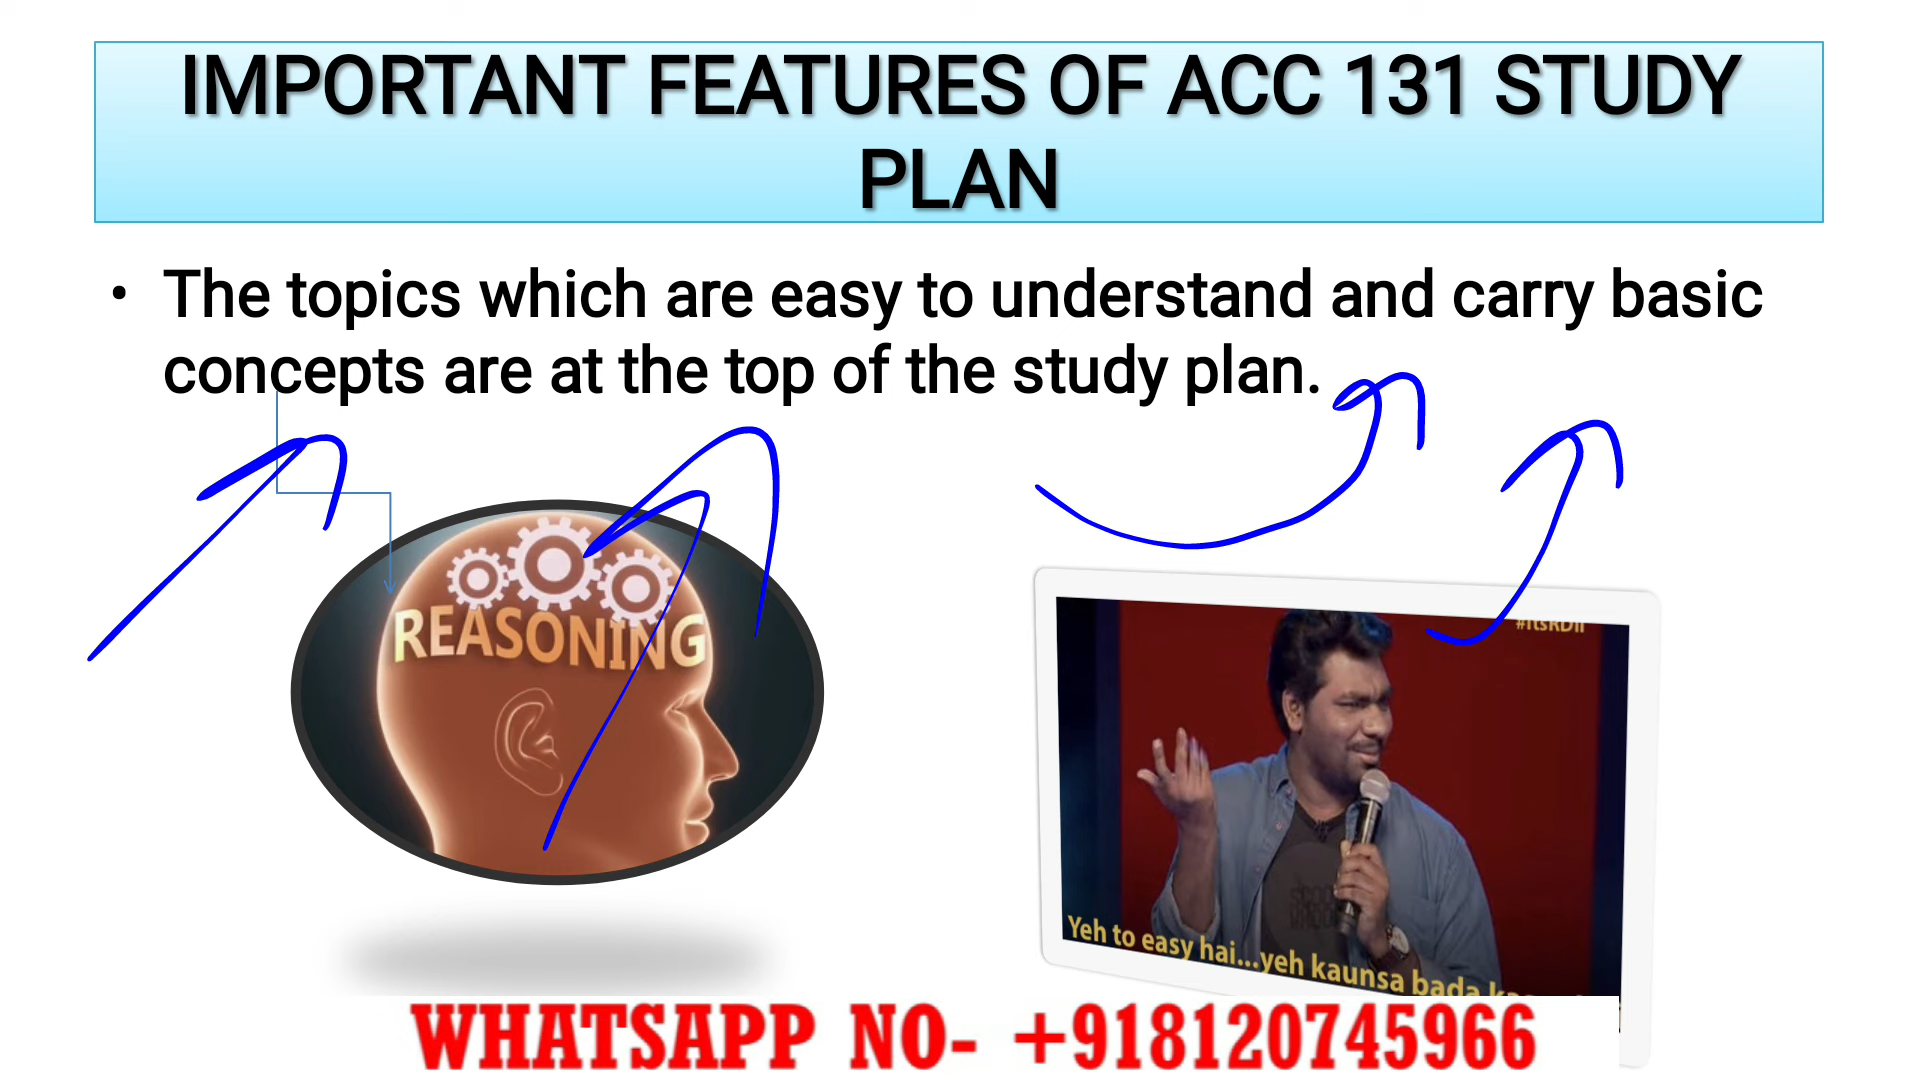 IMPORTANT FEATURES OF ACC 131 STUDY
PLAN
• The topics which are easy to understand and carry basic
concepts are at the top of the study plan.
REASONING
Yeh to easy hai...yeh kaunsa bada
WHATSAPP NO- +918120745966